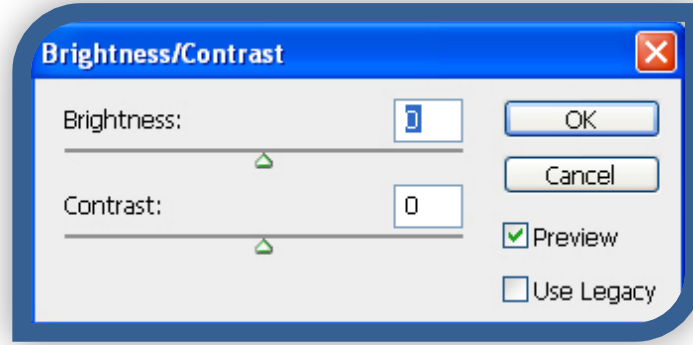 Brightness/Contrast
Brightness: 0
OK
Cancel
Contrast: 0
Preview
Use Legacy